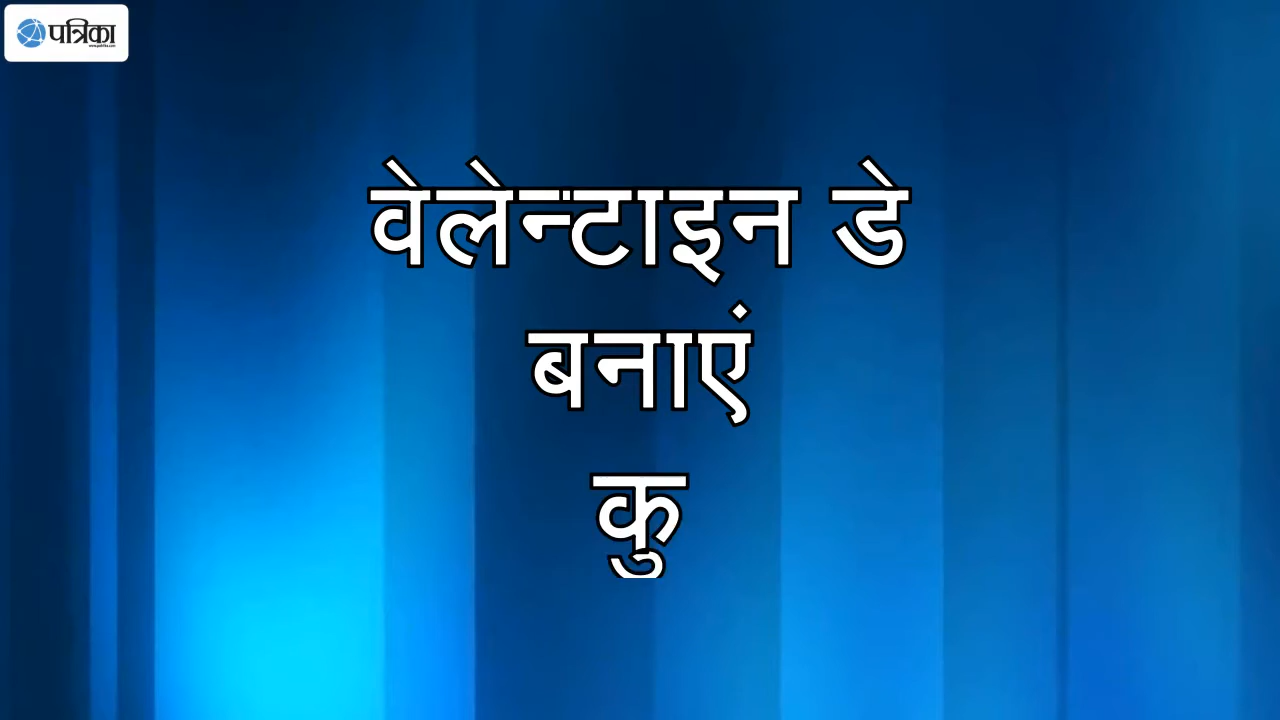 पत्रिका
वेलेन्टाइन डे
बनाएं
कु